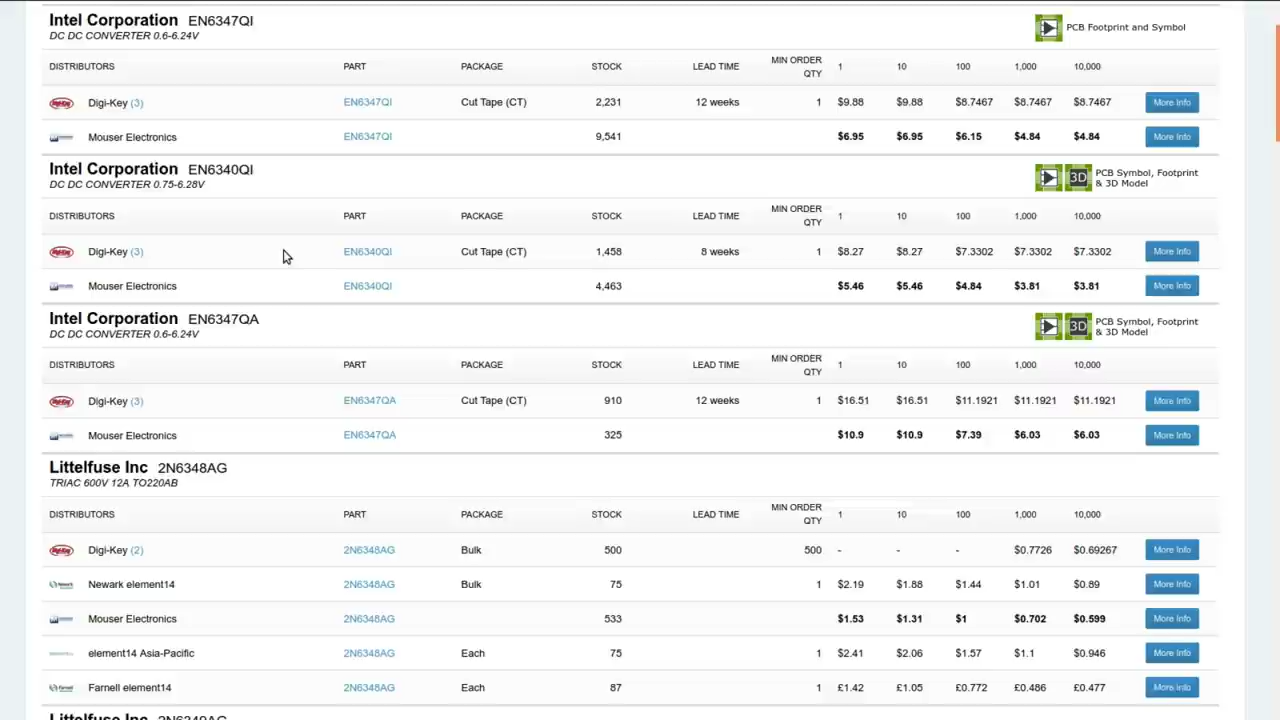 Intel Corporation EN6347QI
DC DC CONVERTER 0.6-6.24V
PCB Footprint and Symbol
DISTRIBUTORS PART PACKAGE STOCK LEAD TIME MIN ORDER QTY 1 10 100 1,000 10,000
Digi-Key (3) EN6347QI Cut Tape (CT) 2,231 12 weeks 1 $9.88 $9.88 $8.7467 $8.7467 $8.7467 More Info
Mouser Electronics EN6347QI 9,541 $6.95 $6.95 $6.15 $4.84 $4.84 More Info
Intel Corporation EN6340QI
DC DC CONVERTER 0.75-6.28V
3D PCB Symbol, Footprint
& 3D Model
DISTRIBUTORS PART PACKAGE STOCK LEAD TIME MIN ORDER QTY 1 10 100 1,000 10,000
Digi-Key (3) EN6340QI Cut Tape (CT) 1,458 8 weeks 1 $8.27 $8.27 $7.3302 $7.3302 $7.3302 More Info
Mouser Electronics EN6340QI 4,463 $5.46 $5.46 $4.84 $3.81 $3.81 More Info
Intel Corporation EN6347QA
DC DC CONVERTER 0.6-6.24V
3D PCB Symbol, Footprint
& 3D Model
DISTRIBUTORS PART PACKAGE STOCK LEAD TIME MIN ORDER QTY 1 10 100 1,000 10,000
Digi-Key (3) EN6347QA Cut Tape (CT) 910 12 weeks 1 $16.51 $16.51 $11.1921 $11.1921 $11.1921 More Info
Mouser Electronics EN6347QA 325 $10.9 $10.9 $7.39 $6.03 $6.03 More Info
Littelfuse Inc 2N6348AG
TRIAC 600V 12A TO220AB
DISTRIBUTORS PART PACKAGE STOCK LEAD TIME MIN ORDER QTY 1 10 100 1,000 10,000
Digi-Key (2) 2N6348AG Bulk 500 500 - - - $0.7726 $0.69267 More Info
Newark element14 2N6348AG Bulk 75 1 $2.19 $1.88 $1.44 $1.01 $0.89 More Info
Mouser Electronics 2N6348AG 533 $1.53 $1.31 $1 $0.702 $0.599 More Info
element14 Asia-Pacific 2N6348AG Each 75 1 $2.41 $2.06 $1.57 $1.1 $0.946 More Info
Farnell element14 2N6348AG Each 87 1 £1.42 £1.05 £0.772 £0.486 £0.477 More Info
Littelfuse Inc 2N6349AG